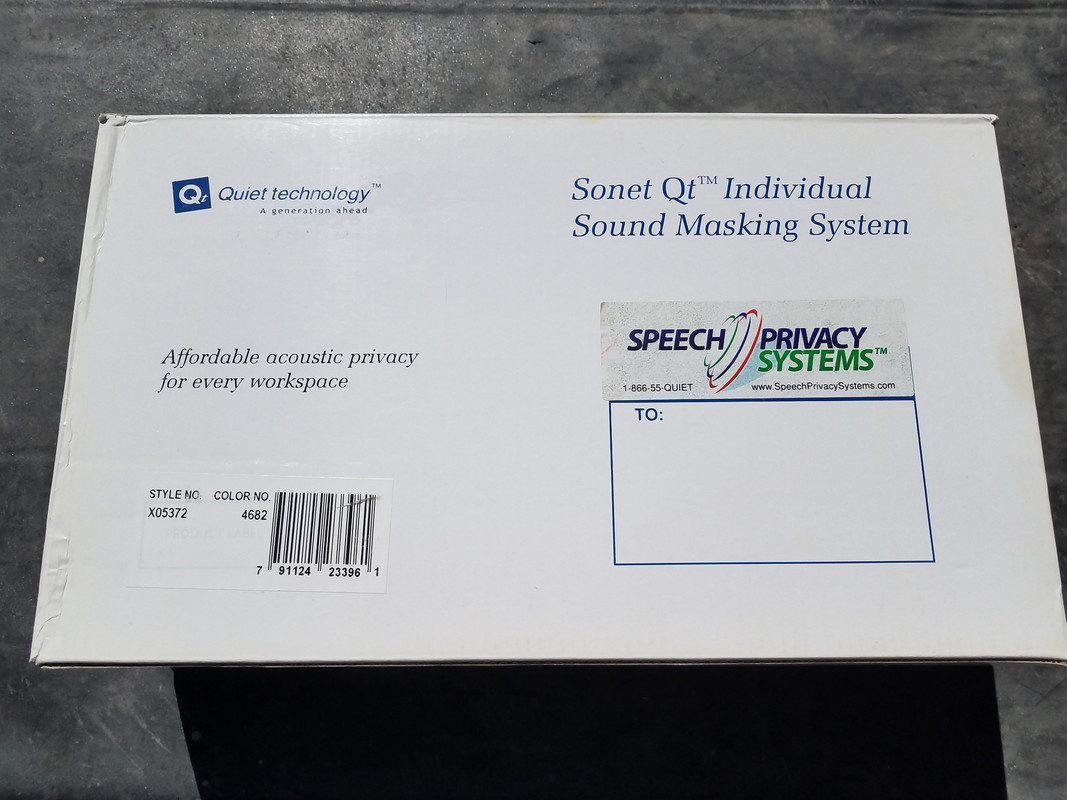 Qt Quiet technology™
A generation ahead
Sonet Qt™ Individual
Sound Masking System
Affordable acoustic privacy
for every workspace
SPEECH PRIVACY
SYSTEMS™
1-866-55-QUIET www.SpeechPrivacySystems.com
TO:
STYLE NO. COLOR NO.
X05372 4682
PRODUCT LABEL
7 91124 23396 1